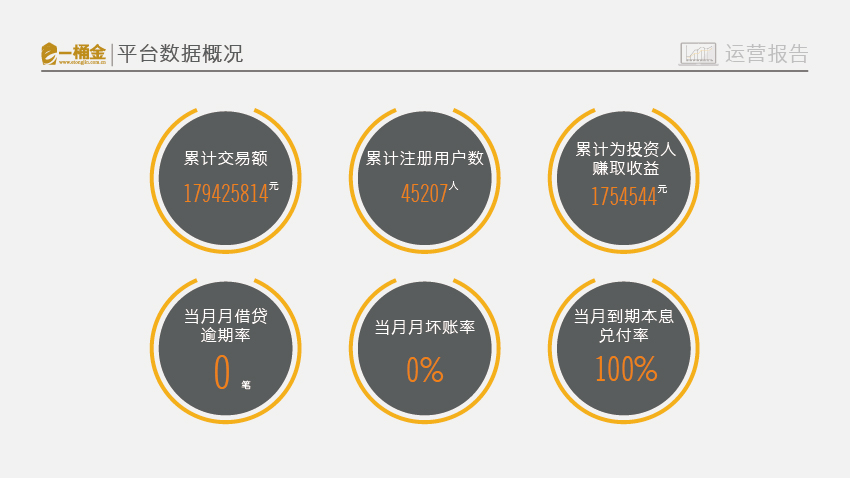 一桶金
平台数据概况
运营报告
累计交易额
179425814元
累计注册用户数
45207人
累计为投资人
赚取收益
1754544元
当月月借贷
逾期率
0 笔
当月月坏账率
0%
当月到期本息
兑付率
100%